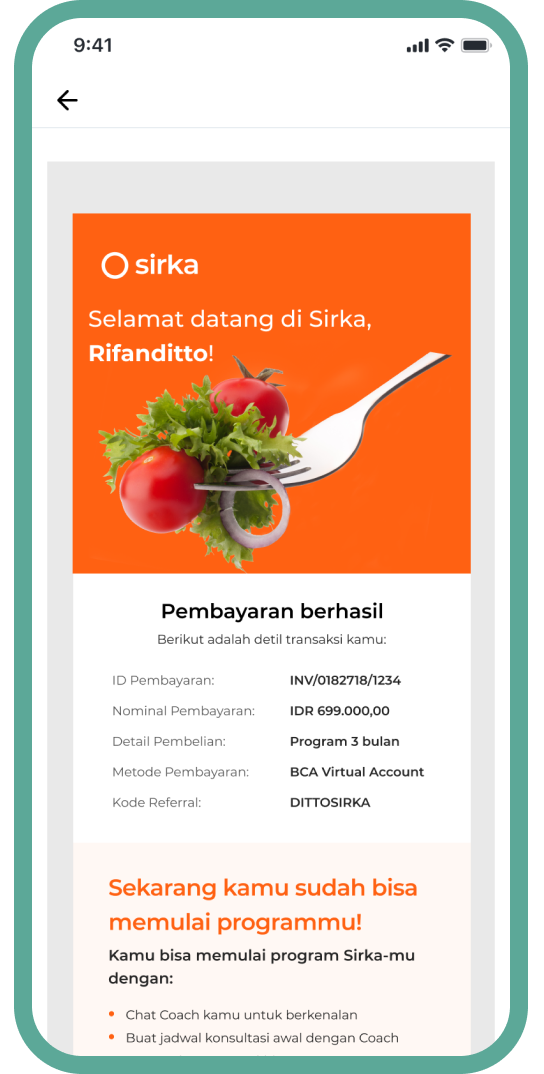 9:41
sirka
Selamat datang di Sirka,
Rifanditto!
Pembayaran berhasil
Berikut adalah detil transaksi kamu:
ID Pembayaran: INV/0182718/1234
Nominal Pembayaran: IDR 699.000,00
Detail Pembelian: Program 3 bulan
Metode Pembayaran: BCA Virtual Account
Kode Referral: DITTOSIRKA
Sekarang kamu sudah bisa
memulai programmu!
Kamu bisa memulai program Sirka-mu
dengan:
• Chat Coach kamu untuk berkenalan
• Buat jadwal konsultasi awal dengan Coach